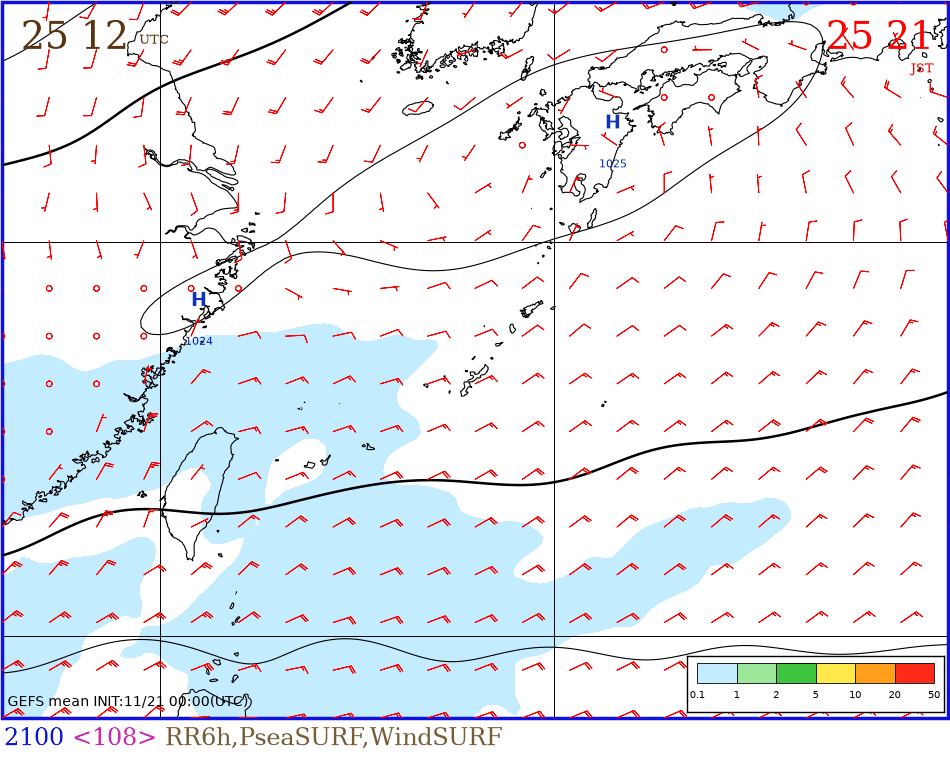 25 12 UTC
25 21
JST
H
1025
H
1024
0.1 1 2 5 10 20 50
GEFS mean INIT:11/21 00:00(UTC)
2100 <108> RR6h,PseaSURF,WindSURF